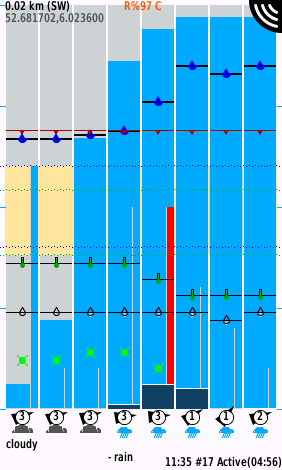 0.02 km (SW) R%97 C
52.681702,6.023600
3 3 3 3 3 1 1 2
cloudy
- rain
11:35 #17 Active(04:56)